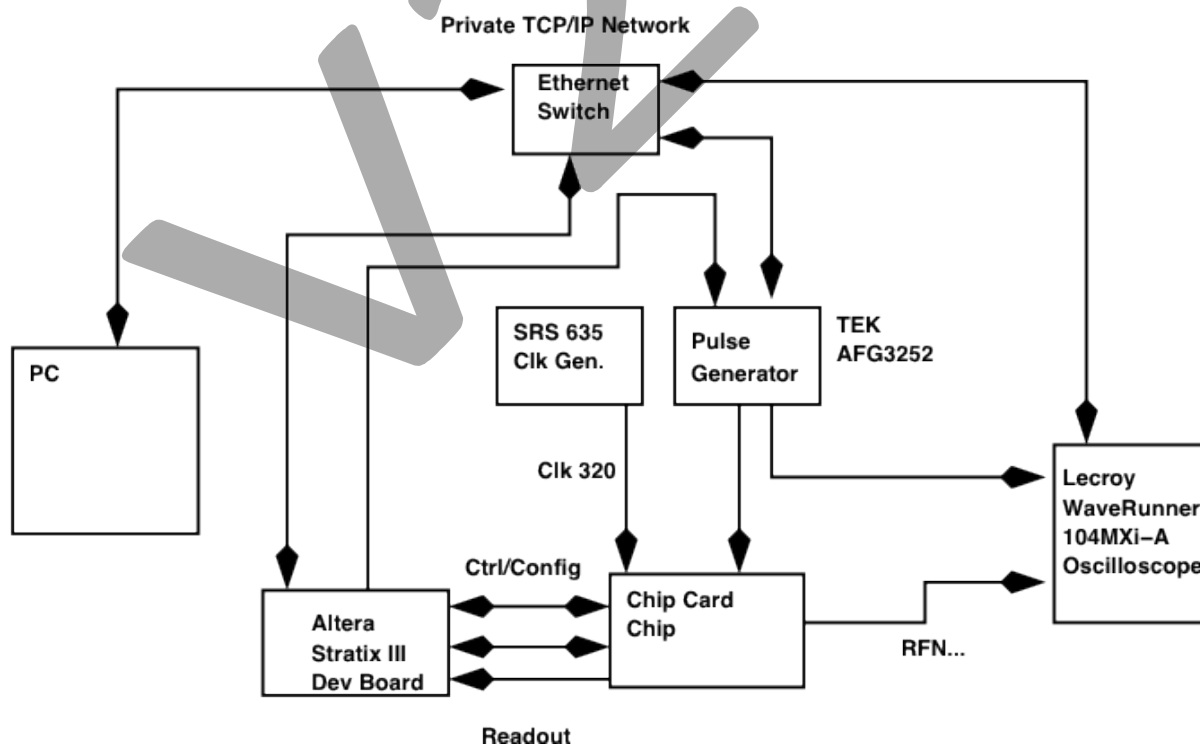 Private TCP/IP Network
Ethernet
Switch
SRS 635
Clk Gen.
Pulse
Generator
TEK
AFG3252
PC
Clk 320
Lecroy
WaveRunner
104MXi–A
Oscilloscope
Ctrl/Config
Altera
Stratix III
Dev Board
Chip Card
Chip
RFN...
Readout